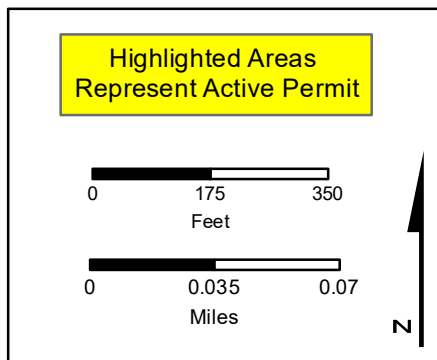 Highlighted Areas
Represent Active Permit
0 175 350
Feet
0 0.035 0.07
Miles
N